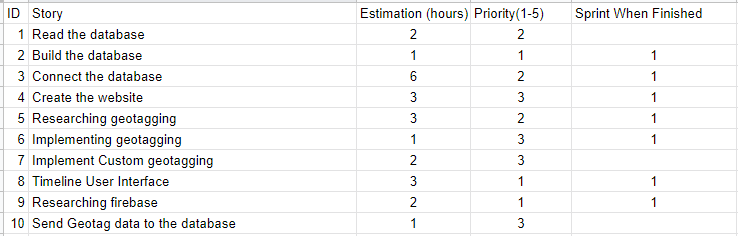 ID Story Estimation (hours) Priority(1-5) Sprint When Finished
1 Read the database 2 2
2 Build the database 1 1 1
3 Connect the database 6 2 1
4 Create the website 3 3 1
5 Researching geotagging 3 2 1
6 Implementing geotagging 1 3 1
7 Implement Custom geotagging 2 3
8 Timeline User Interface 3 1 1
9 Researching firebase 2 1 1
10 Send Geotag data to the database 1 3